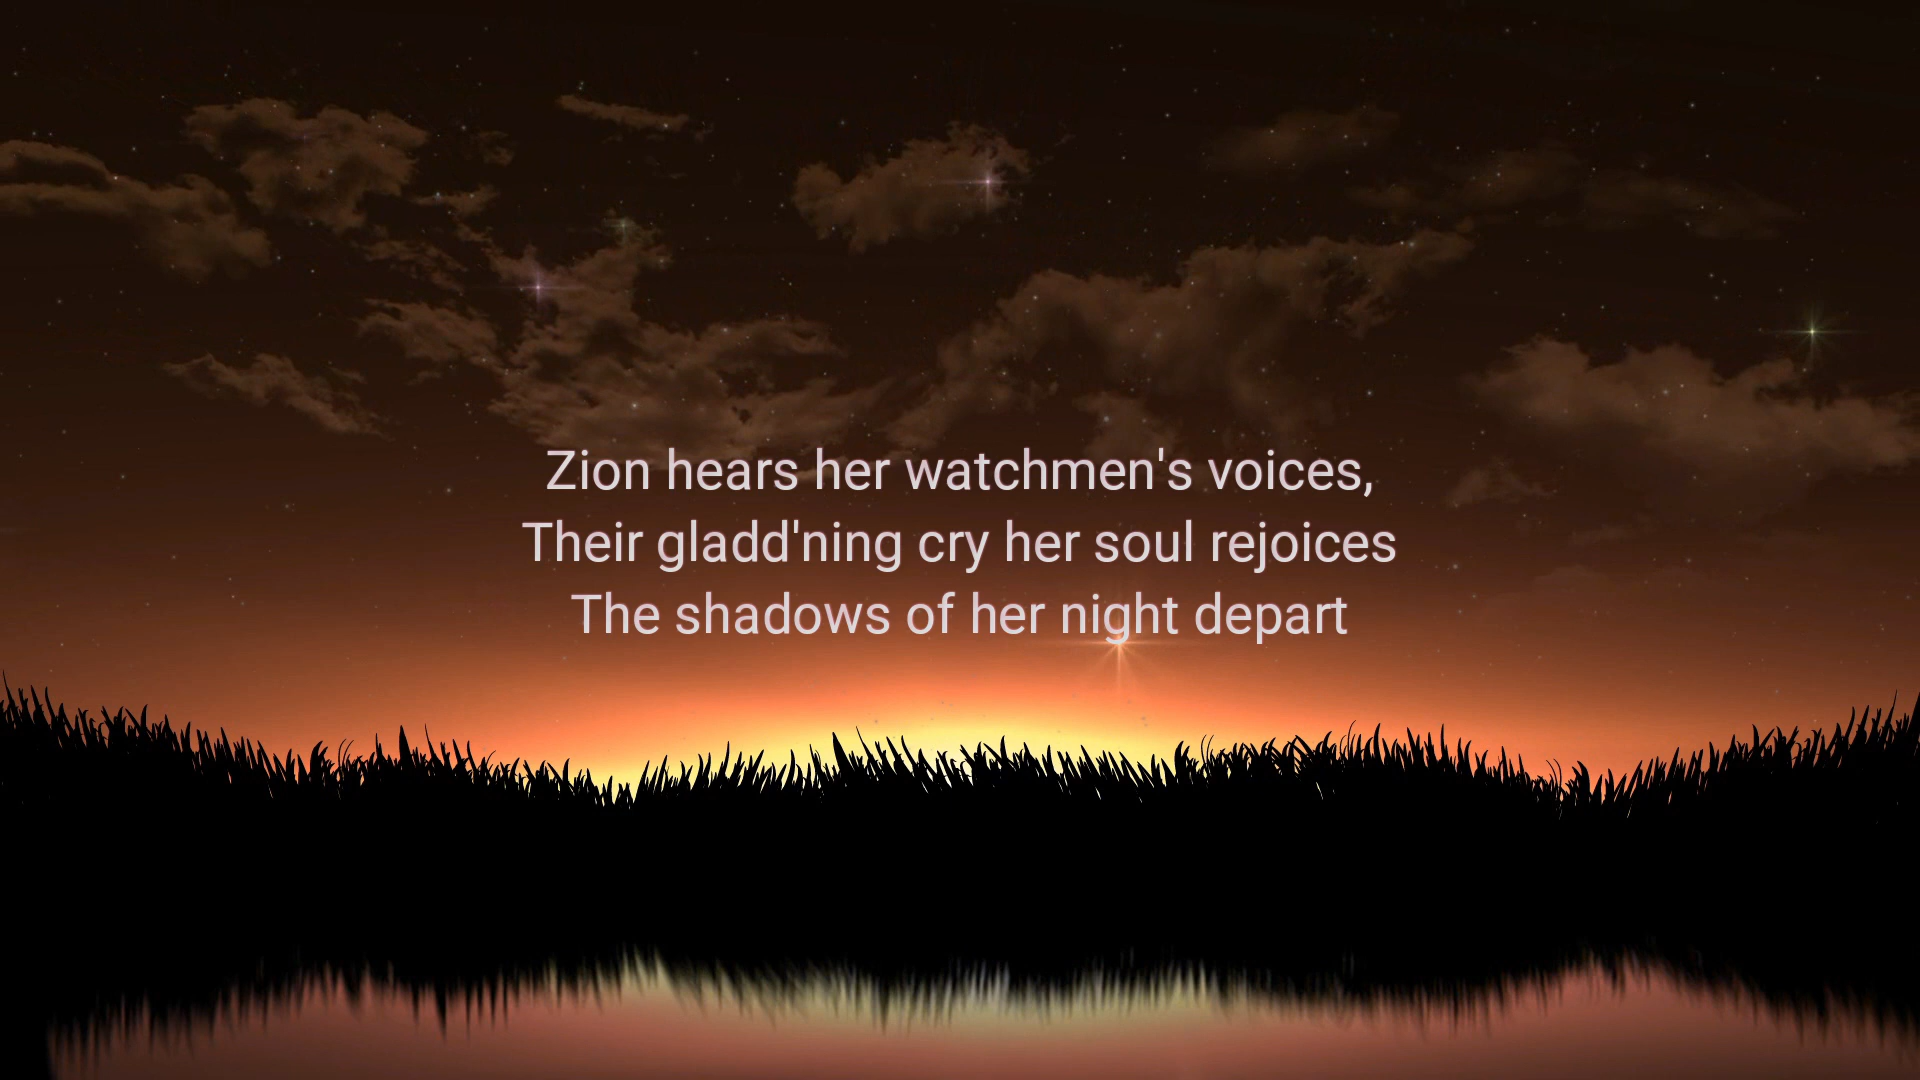 Zion hears her watchmen's voices,
Their gladd'ning cry her soul rejoices
The shadows of her night depart